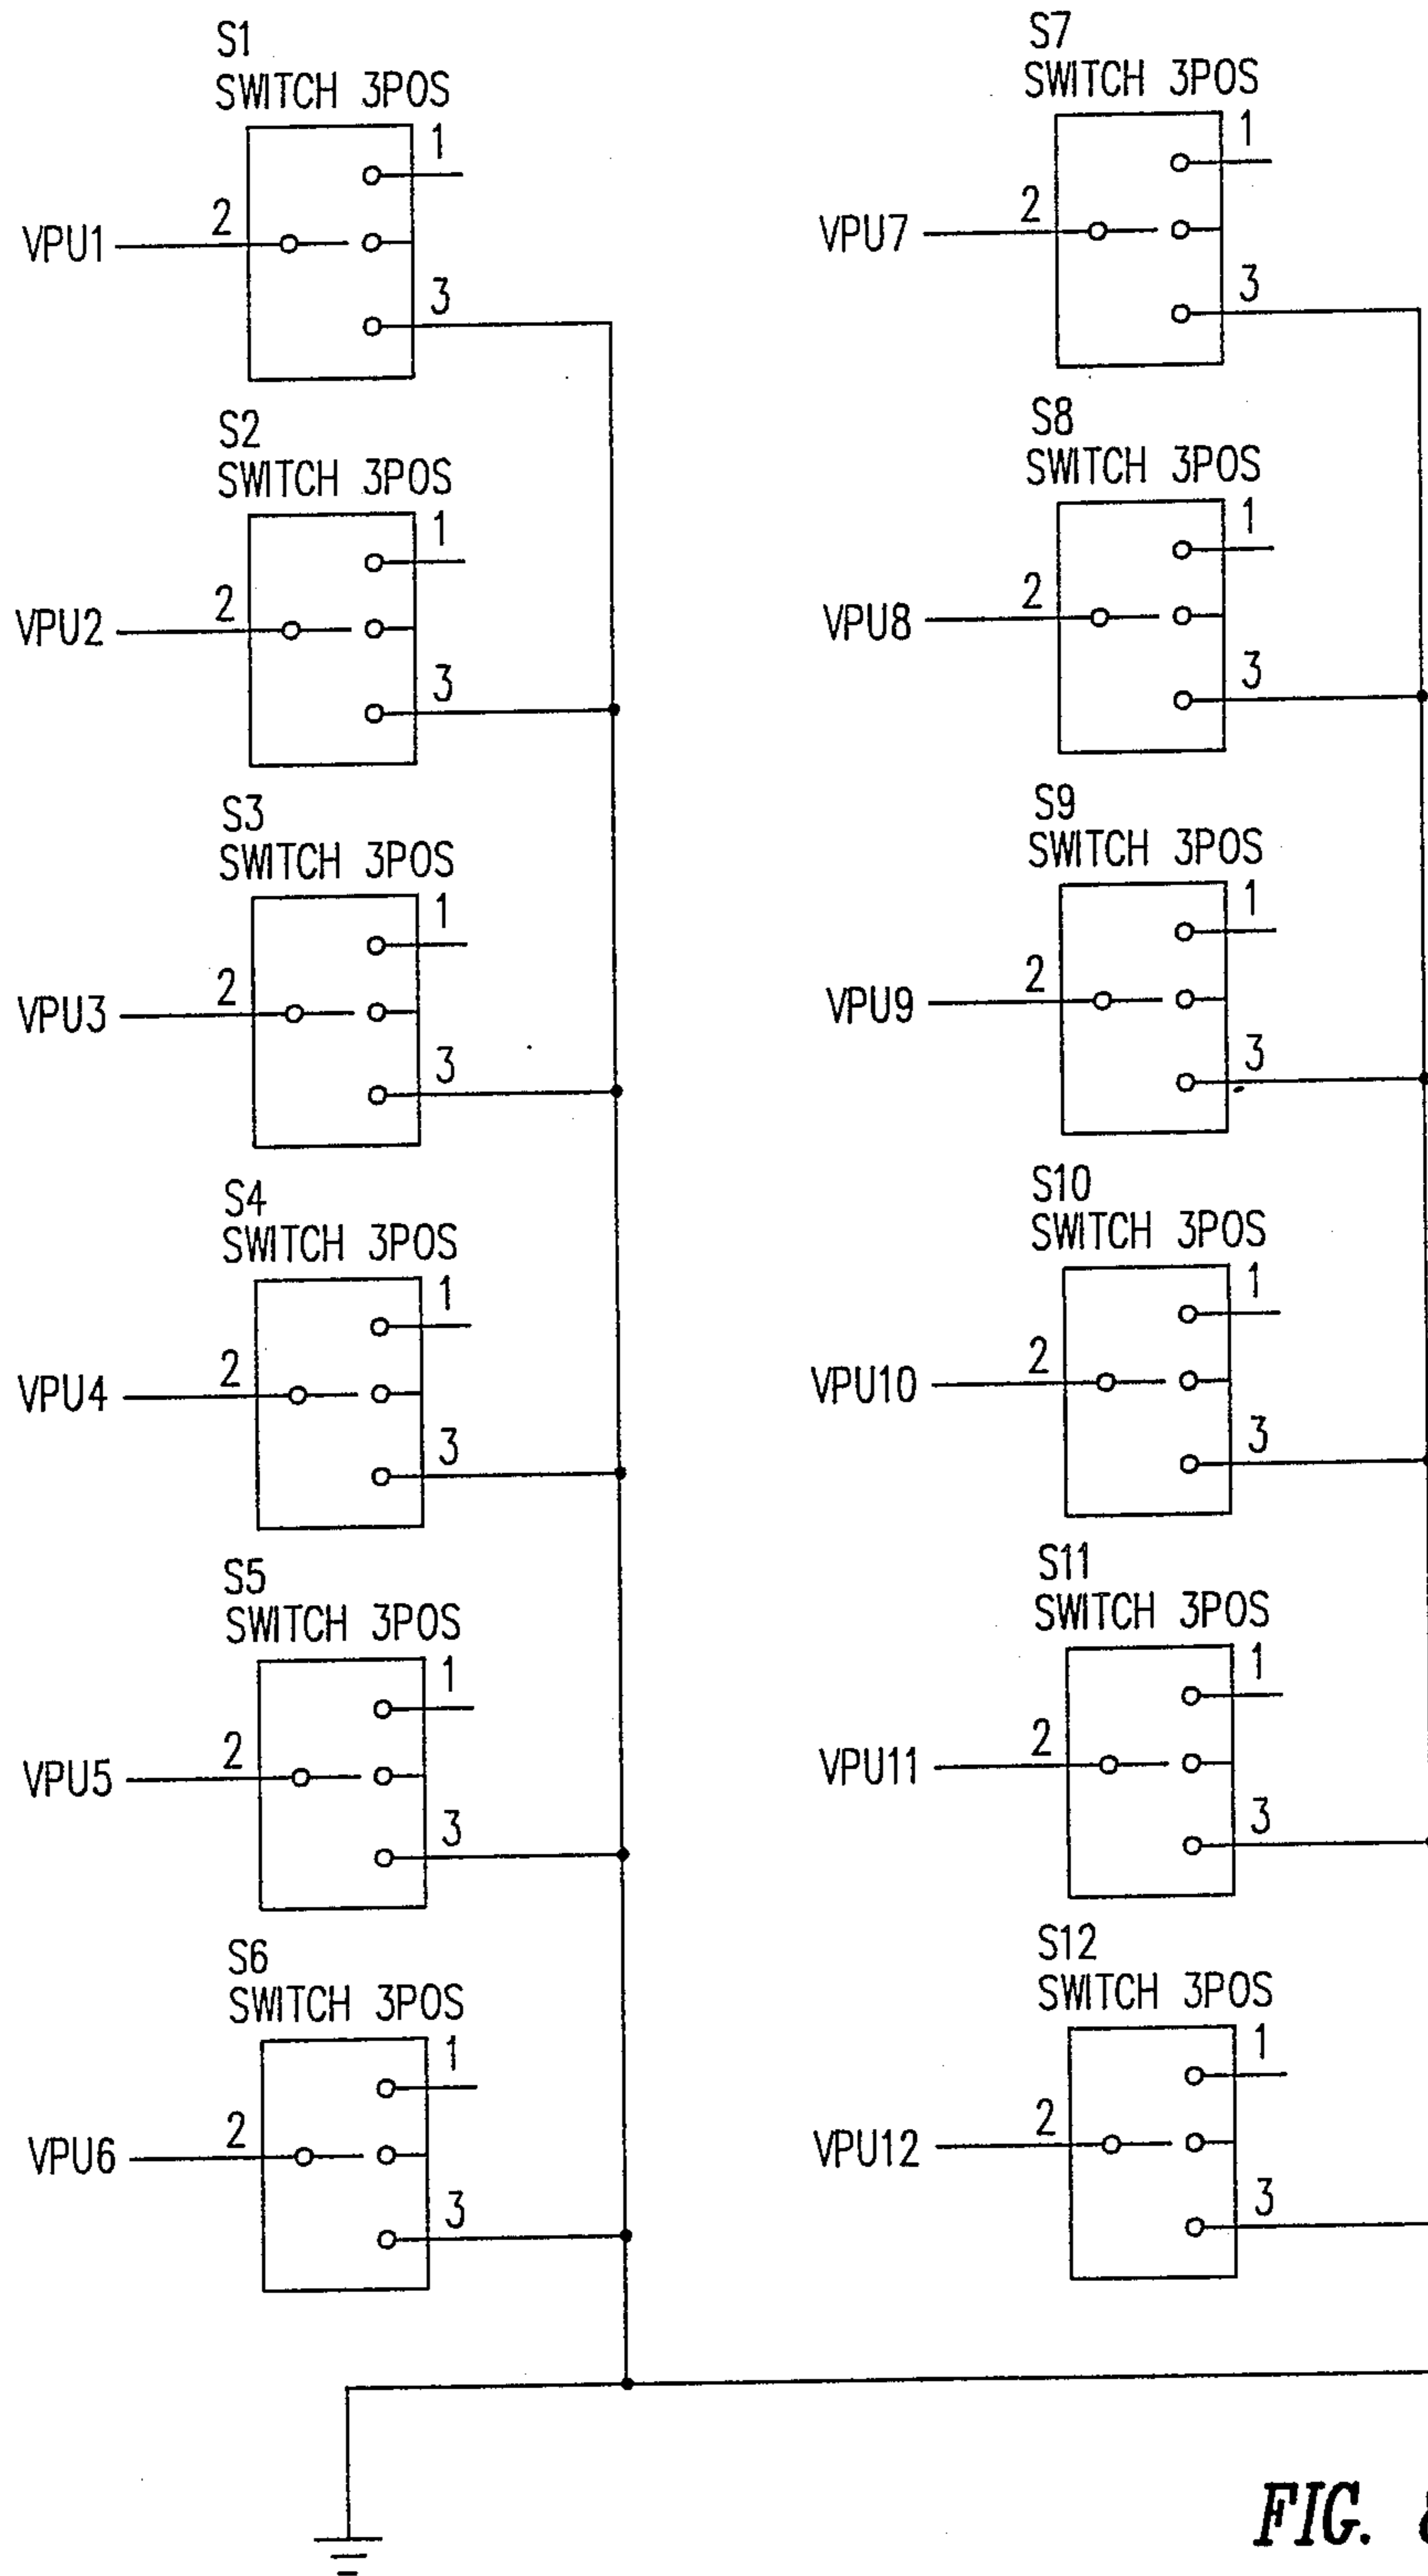 S1
SWITCH 3POS
1
2
VPU1
3
S2
SWITCH 3POS
1
2
VPU2
3
S3
SWITCH 3POS
1
2
VPU3
3
S4
SWITCH 3POS
1
2
VPU4
3
S5
SWITCH 3POS
1
2
VPU5
3
S6
SWITCH 3POS
1
2
VPU6
3
S7
SWITCH 3POS
1
2
VPU7
3
S8
SWITCH 3POS
1
2
VPU8
3
S9
SWITCH 3POS
1
2
VPU9
3
S10
SWITCH 3POS
1
2
VPU10
3
S11
SWITCH 3POS
1
2
VPU11
3
S12
SWITCH 3POS
1
2
VPU12
3
FIG.